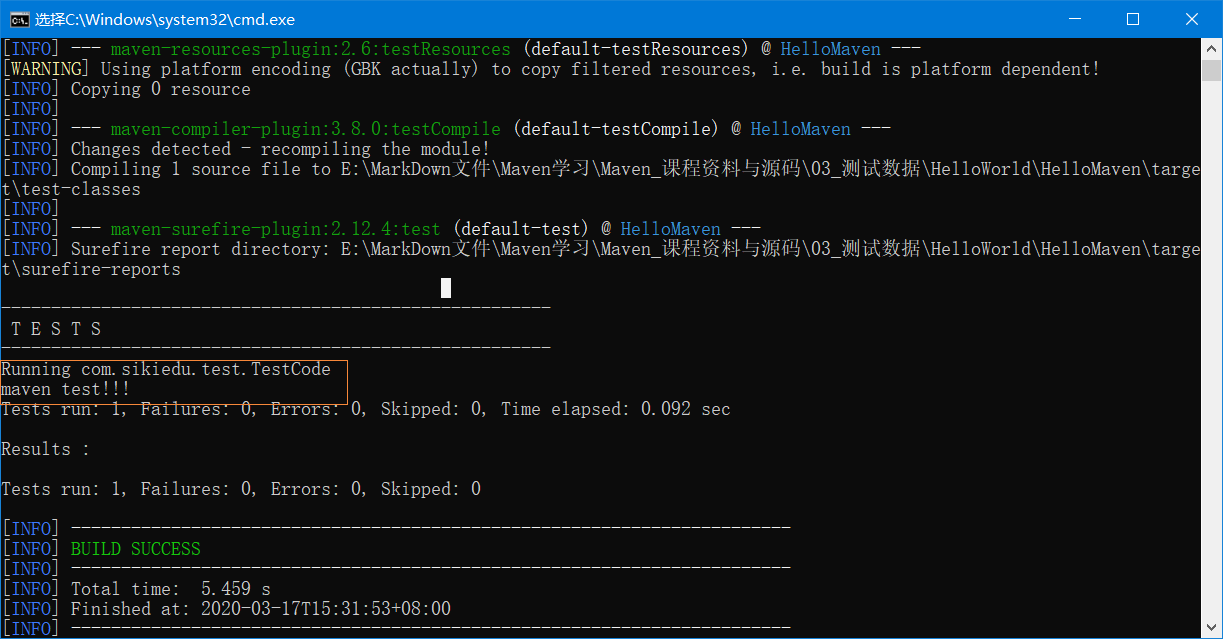 选择C:\Windows\system32\cmd.exe
[INFO] --- maven-resources-plugin:2.6:testResources (default-testResources) @ HelloMaven ---
[WARNING] Using platform encoding (GBK actually) to copy filtered resources, i.e. build is platform dependent!
[INFO] Copying 0 resource
[INFO]
[INFO] --- maven-compiler-plugin:3.8.0:testCompile (default-testCompile) @ HelloMaven ---
[INFO] Changes detected - recompiling the module!
[INFO] Compiling 1 source file to E:\MarkDown文件\Maven学习\Maven_课程资料与源码\03_测试数据\HelloWorld\HelloMaven\targe
t\test-classes
[INFO]
[INFO] --- maven-surefire-plugin:2.12.4:test (default-test) @ HelloMaven ---
[INFO] Surefire report directory: E:\MarkDown文件\Maven学习\Maven_课程资料与源码\03_测试数据\HelloWorld\HelloMaven\targe
t\surefire-reports
-------------------------------------------------------
 T E S T S
-------------------------------------------------------
Running com.sikiedu.test.TestCode
maven test!!!
Tests run: 1, Failures: 0, Errors: 0, Skipped: 0, Time elapsed: 0.092 sec
Results :
Tests run: 1, Failures: 0, Errors: 0, Skipped: 0
[INFO] ------------------------------------------------------------------------
[INFO] BUILD SUCCESS
[INFO] ------------------------------------------------------------------------
[INFO] Total time:  5.459 s
[INFO] Finished at: 2020-03-17T15:31:53+08:00
[INFO] ------------------------------------------------------------------------